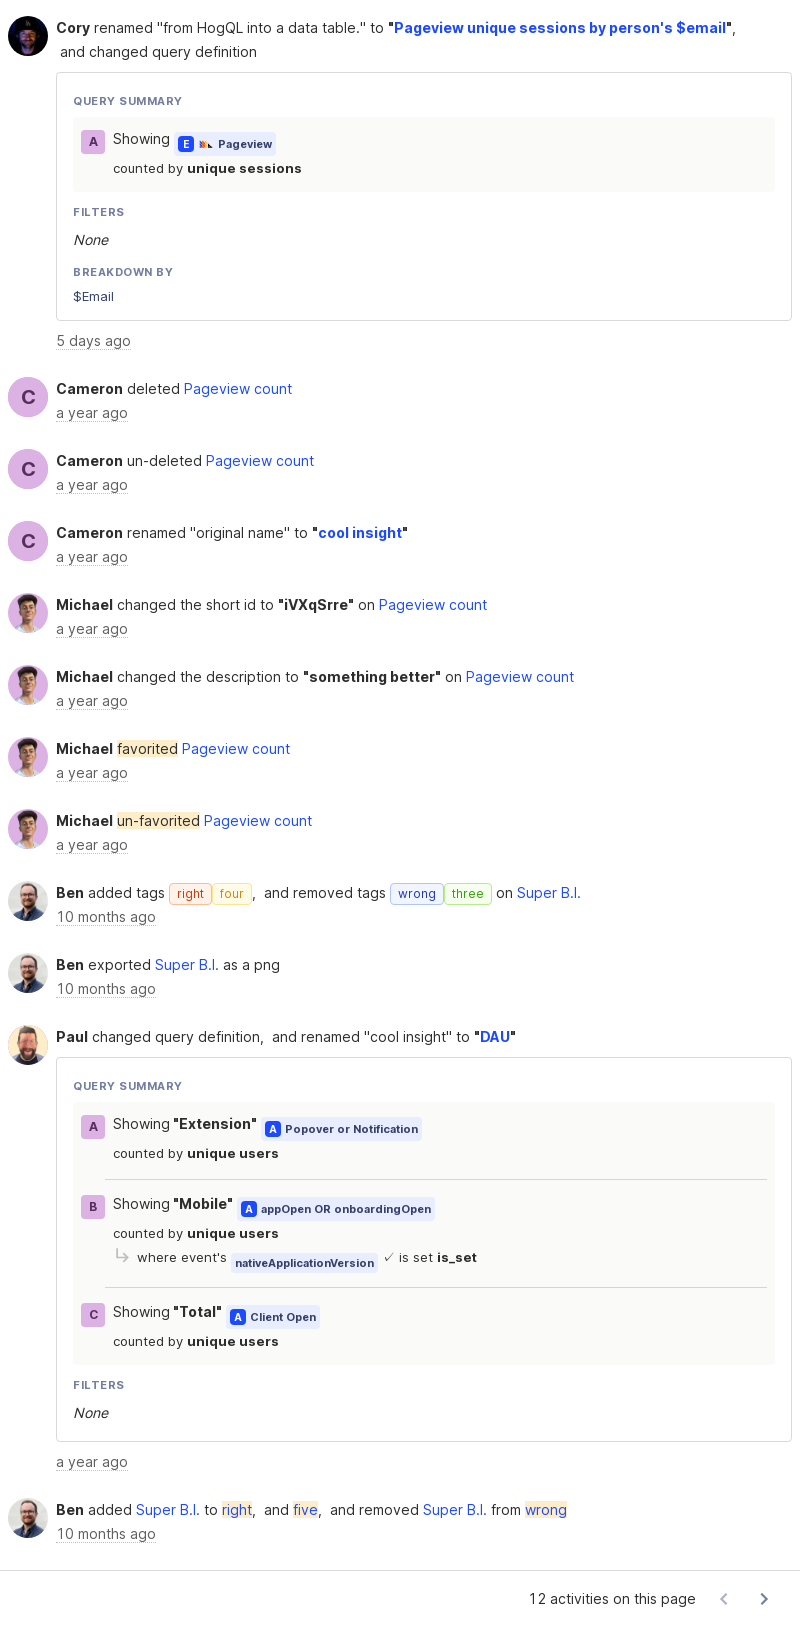 Cory renamed "from HogQL into a data table." to "Pageview unique sessions by person's $email",
and changed query definition
QUERY SUMMARY
A Showing E Pageview
counted by unique sessions
FILTERS
None
BREAKDOWN BY
$Email
5 days ago
C Cameron deleted Pageview count
a year ago
C Cameron un-deleted Pageview count
a year ago
C Cameron renamed "original name" to "cool insight"
a year ago
Michael changed the short id to "iVXqSrre" on Pageview count
a year ago
Michael changed the description to "something better" on Pageview count
a year ago
Michael favorited Pageview count
a year ago
Michael un-favorited Pageview count
a year ago
Ben added tags right four, and removed tags wrong three on Super B.I.
10 months ago
Ben exported Super B.I. as a png
10 months ago
Paul changed query definition, and renamed "cool insight" to "DAU"
QUERY SUMMARY
A Showing "Extension" A Popover or Notification
counted by unique users
B Showing "Mobile" A appOpen OR onboardingOpen
counted by unique users
where event's nativeApplicationVersion ✓ is set is_set
C Showing "Total" A Client Open
counted by unique users
FILTERS
None
a year ago
Ben added Super B.I. to right, and five, and removed Super B.I. from wrong
10 months ago
12 activities on this page